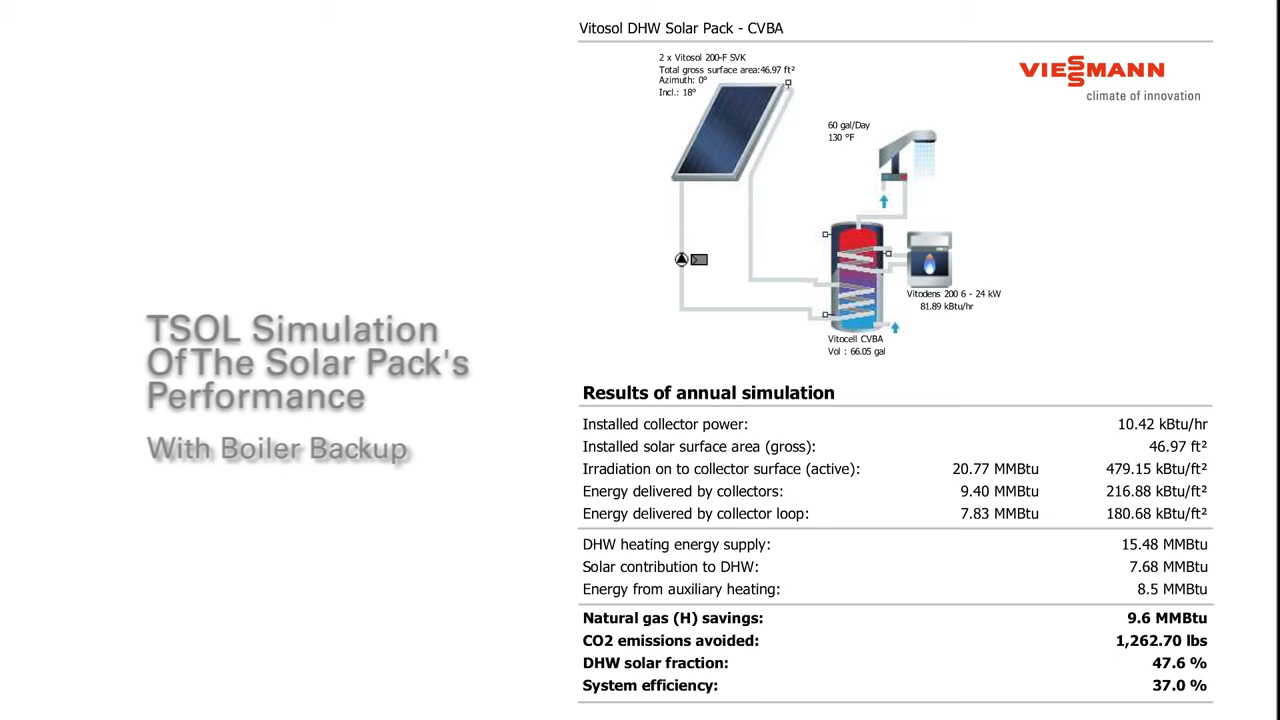 TSOL Simulation
Of The Solar Pack's
Performance
With Boiler Backup
Vitosol DHW Solar Pack - CVBA
2 x Vitosol 200-F SVK
Total gross surface area:46.97 ft²
Azimuth: 0°
Incl.: 18°
VIESSMANN
climate of innovation
60 gal/Day
130 °F
Vitodens 200 6 - 24 kW
81.89 kBtu/hr
Vitocell CVBA
Vol : 66.05 gal
Results of annual simulation
Installed collector power: 10.42 kBtu/hr
Installed solar surface area (gross): 46.97 ft²
Irradiation on to collector surface (active): 20.77 MMBtu 479.15 kBtu/ft²
Energy delivered by collectors: 9.40 MMBtu 216.88 kBtu/ft²
Energy delivered by collector loop: 7.83 MMBtu 180.68 kBtu/ft²
DHW heating energy supply: 15.48 MMBtu
Solar contribution to DHW: 7.68 MMBtu
Energy from auxiliary heating: 8.5 MMBtu
Natural gas (H) savings: 9.6 MMBtu
CO2 emissions avoided: 1,262.70 lbs
DHW solar fraction: 47.6 %
System efficiency: 37.0 %